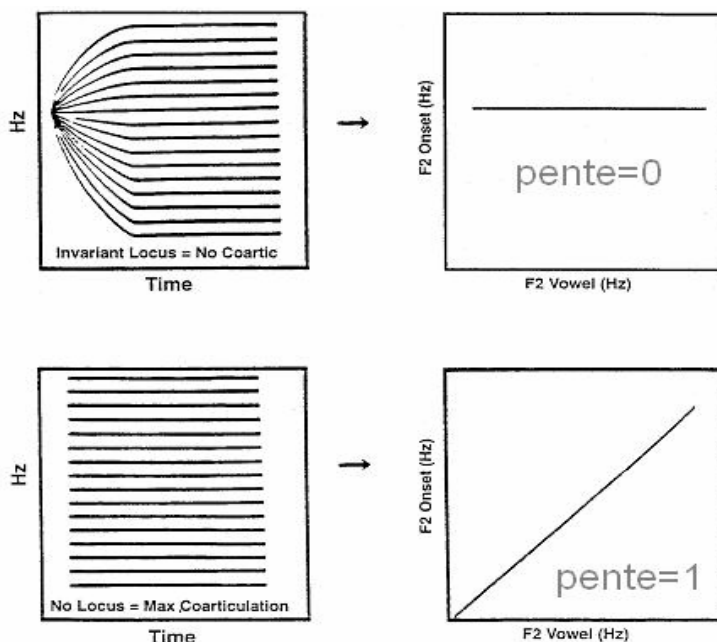 Hz
Invariant Locus = No Coartic
Time
F2 Onset (Hz)
pente=0
F2 Vowel (Hz)
Hz
No Locus = Max Coarticulation
Time
F2 Onset (Hz)
pente=1
F2 Vowel (Hz)